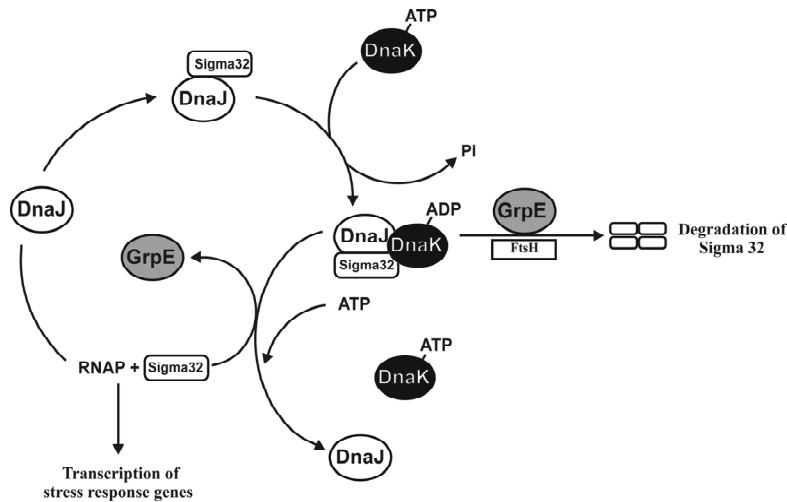 ATP
DnaK
Sigma32
DnaJ
PI
DnaJ
ADP
GrpE
DnaJ
DnaK
Sigma32
FtsH
Degradation of
Sigma 32
GrpE
ATP
RNAP + Sigma32
ATP
DnaK
DnaJ
Transcription of
stress response genes